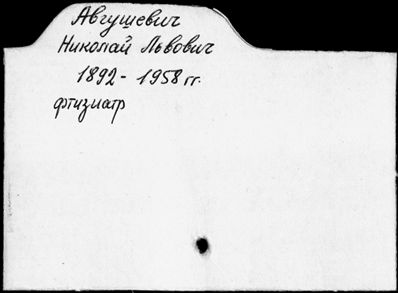 Авгушевич
Николай Львович
1892 - 1958 гг.
фтизиатр